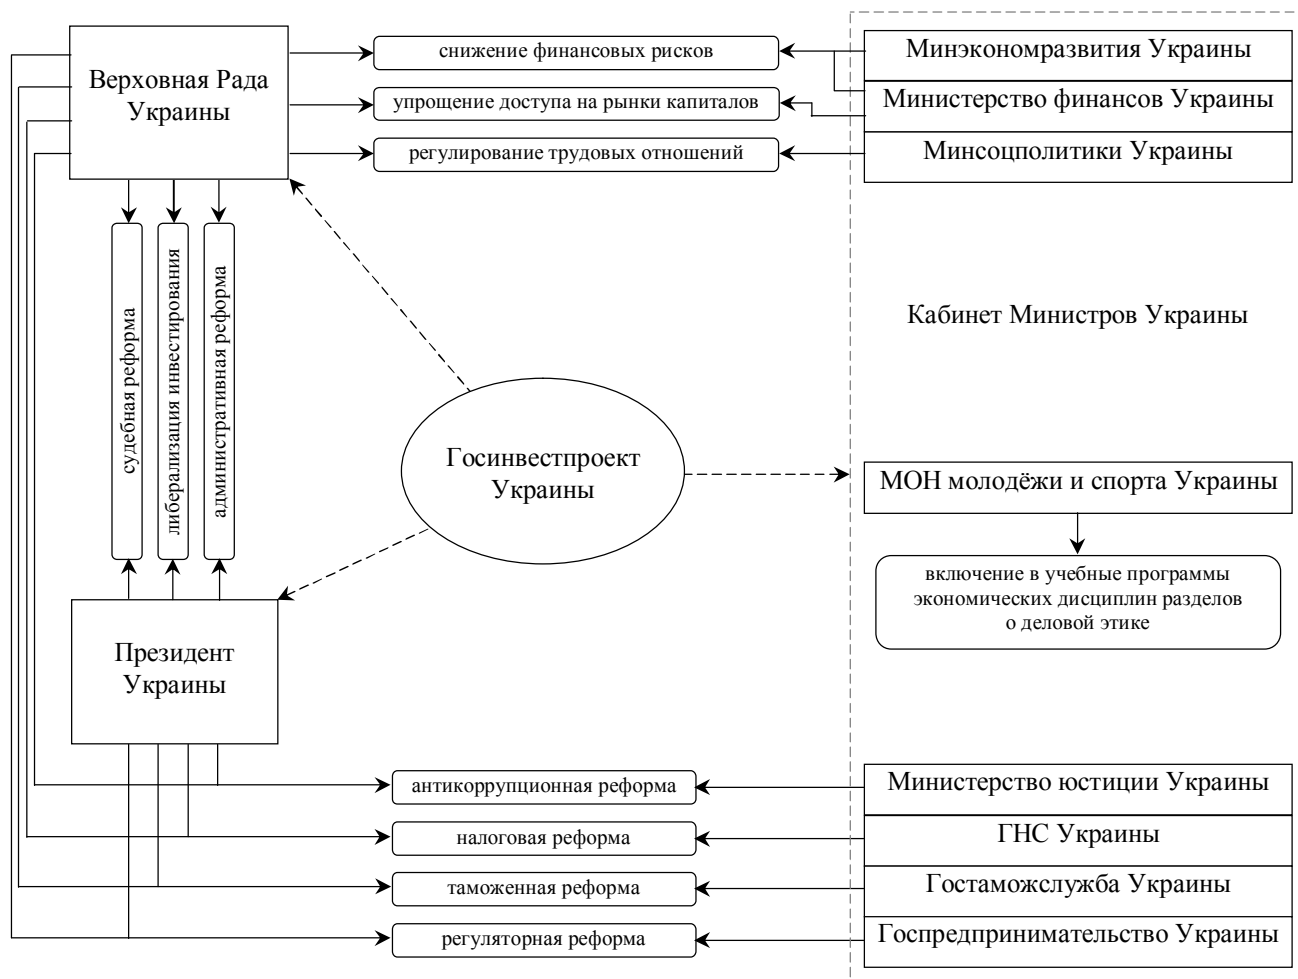 Верховная Рада
Украины
снижение финансовых рисков
упрощение доступа на рынки капиталов
регулирование трудовых отношений
Минэкономразвития Украины
Министерство финансов Украины
Минсоцполитики Украины
судебная реформа
либерализация инвестирования
административная реформа
Кабинет Министров Украины
Госинвестпроект
Украины
МОН молодёжи и спорта Украины
включение в учебные программы
экономических дисциплин разделов
о деловой этике
Президент
Украины
антикоррупционная реформа
налоговая реформа
таможенная реформа
регуляторная реформа
Министерство юстиции Украины
ГНС Украины
Гостаможслужба Украины
Госпредпринимательство Украины